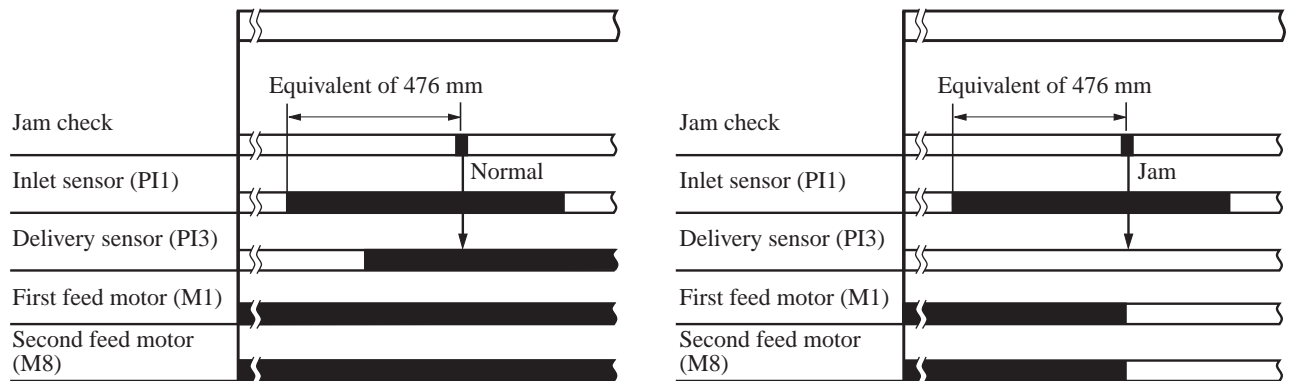 Equivalent of 476 mm
Jam check
Normal
Inlet sensor (PI1)
Delivery sensor (PI3)
First feed motor (M1)
Second feed motor
(M8)
Equivalent of 476 mm
Jam check
Jam
Inlet sensor (PI1)
Delivery sensor (PI3)
First feed motor (M1)
Second feed motor
(M8)